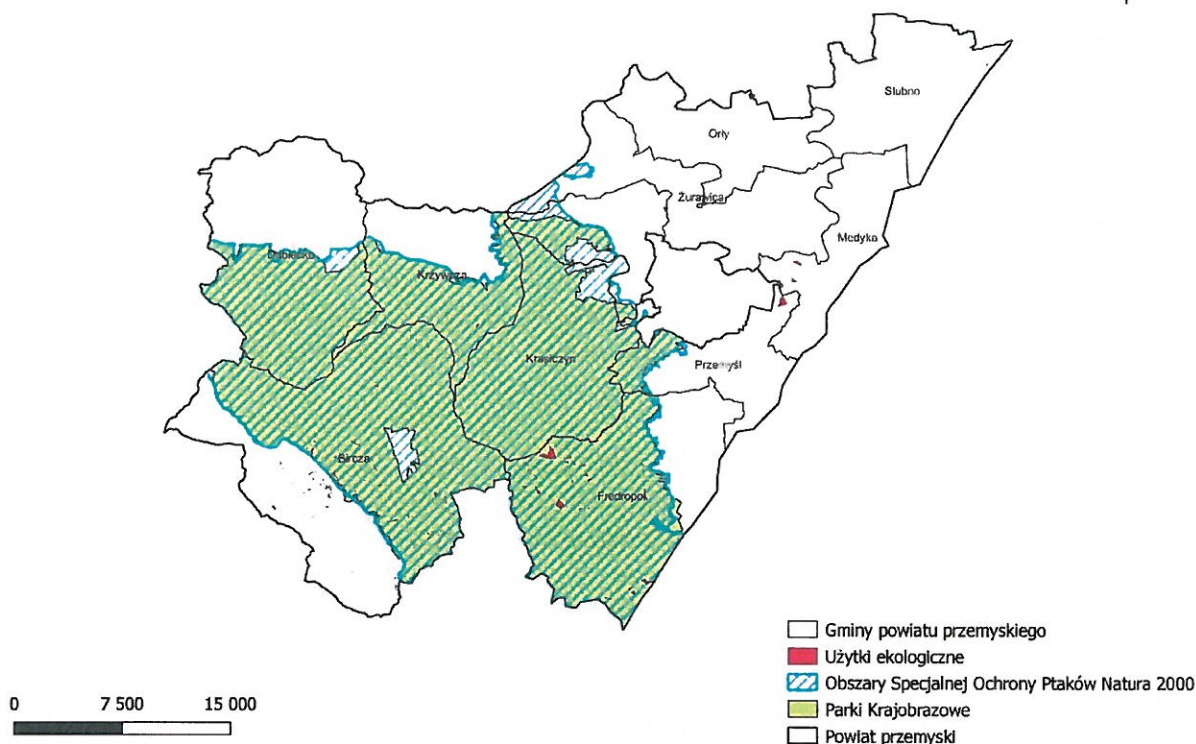 Stubno
Orły
Żurawica
Medyka
Dubiecko
Krzywcza
Krasiczyn
Przemyśl
Bircza
Fredropol
Gminy powiatu przemyskiego
Użytki ekologiczne
Obszary Specjalnej Ochrony Ptaków Natura 2000
Parki Krajobrazowe
Powiat przemyski
0 7 500 15 000